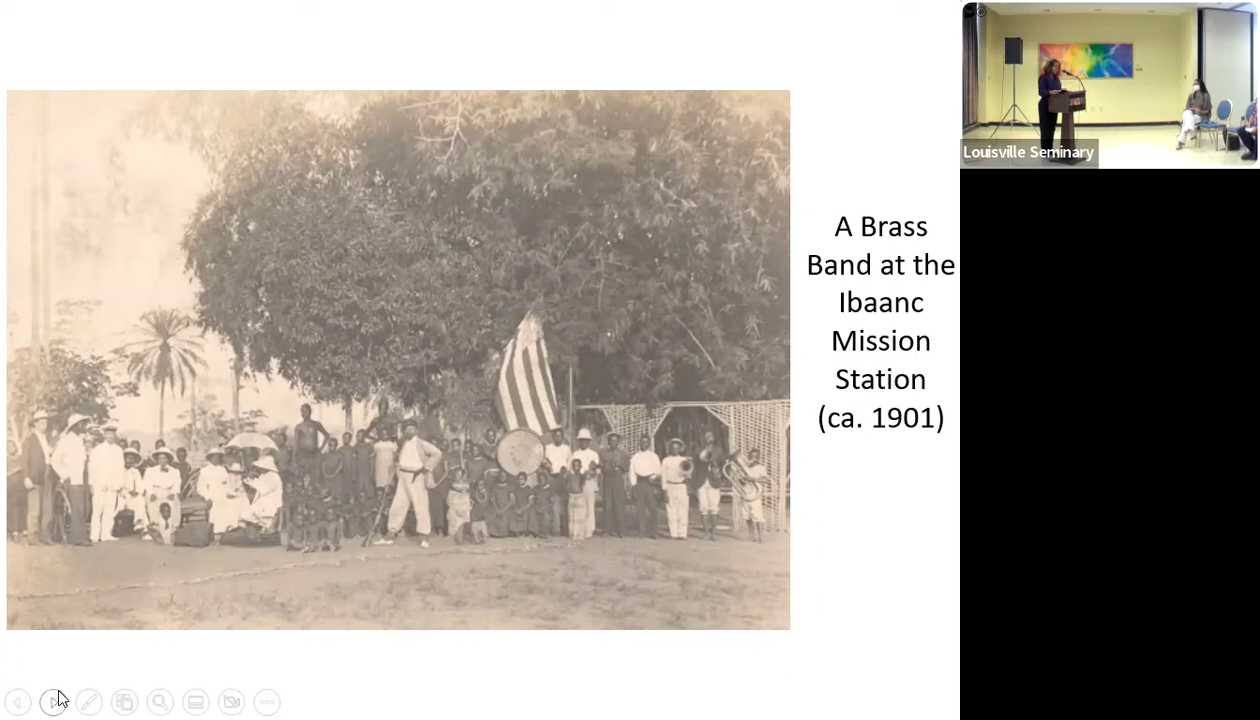 Louisville Seminary
A Brass
Band at the
Ibaanc
Mission
Station
(ca. 1901)